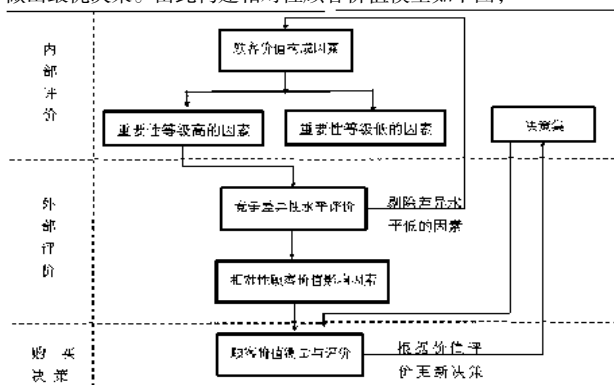 内部评价
顾客价值构成因素
重要性等级高的因素
重要性等级低的因素
决策集
外部评价
竞争差异性水平评价
剔除差异水
平低的因素
相对性顾客价值影响因素
购买
决策
顾客价值确立与评价
根据价值评
价更新决策